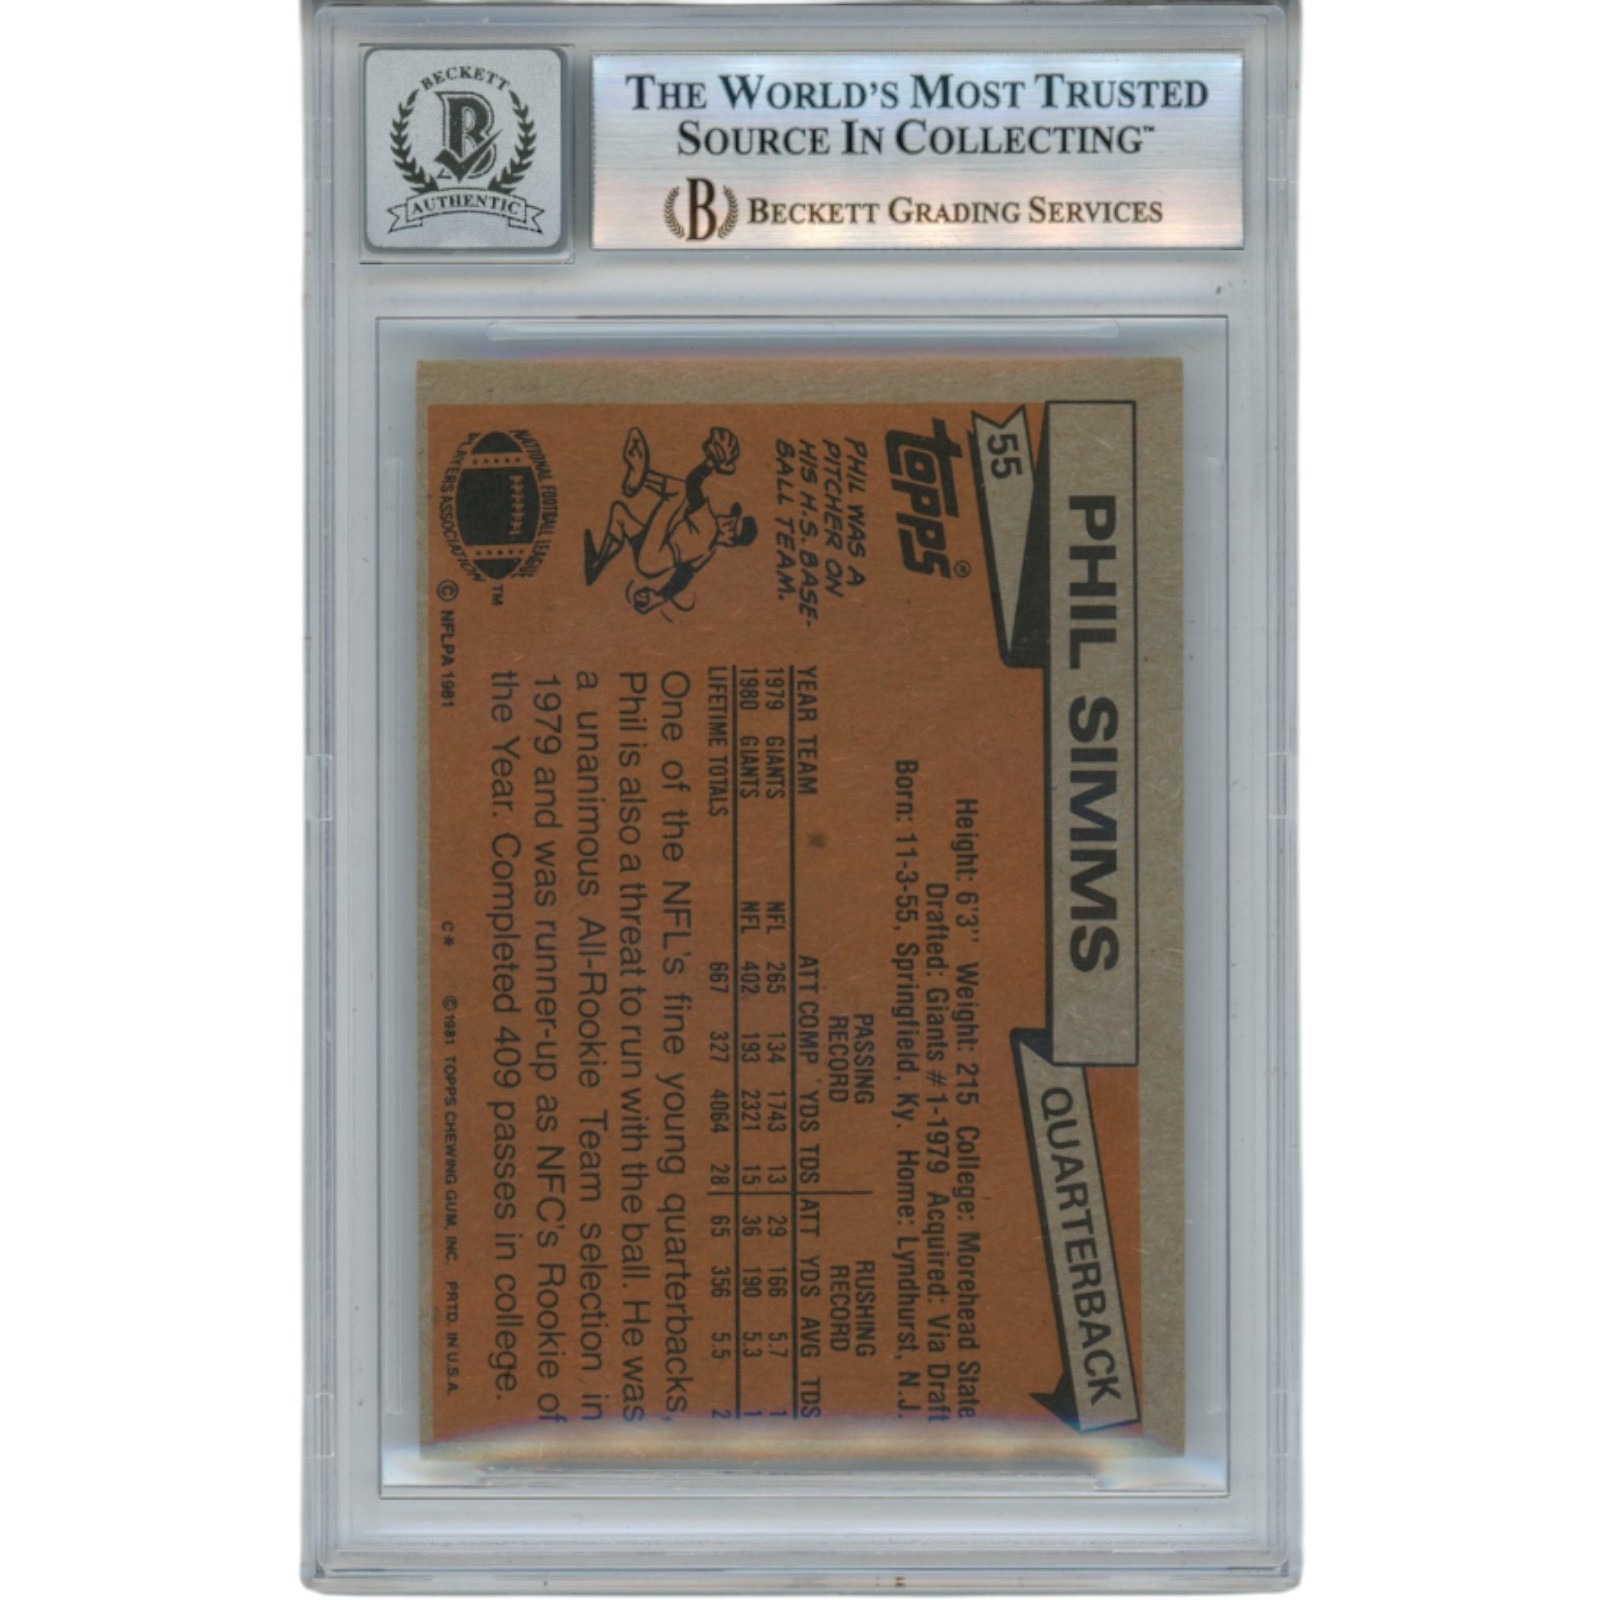 BECKETT
B
AUTHENTIC
THE WORLD'S MOST TRUSTED
SOURCE IN COLLECTING™
B BECKETT GRADING SERVICES
PHIL SIMMS
QUARTERBACK
55
topps®
Height: 6'3" Weight: 215 College: Morehead State
Drafted: Giants #1-1979 Acquired: Via Draft
Born: 11-3-55, Springfield, Ky. Home: Lyndhurst, N.J.
PHIL WAS A
PITCHER ON
HIS H.S. BASE-
BALL TEAM.
PASSING RUSHING
RECORD RECORD
YEAR TEAM ATT COMP YDS TDS ATT YDS AVG TDS
1979 GIANTS NFL 265 134 1743 13 29 166 5.7 1
1980 GIANTS NFL 402 193 2321 15 36 190 5.3 1
LIFETIME TOTALS 667 327 4064 28 65 356 5.5 2
One of the NFL's fine young quarterbacks,
Phil is also a threat to run with the ball. He was
a unanimous All-Rookie Team selection in
1979 and was runner-up as NFC's Rookie of
the Year. Completed 409 passes in college.
NATIONAL FOOTBALL LEAGUE
PLAYERS ASSOCIATION
™
© NFLPA 1981
C*
© 1981 TOPPS CHEWING GUM, INC. PRTD. IN U.S.A.